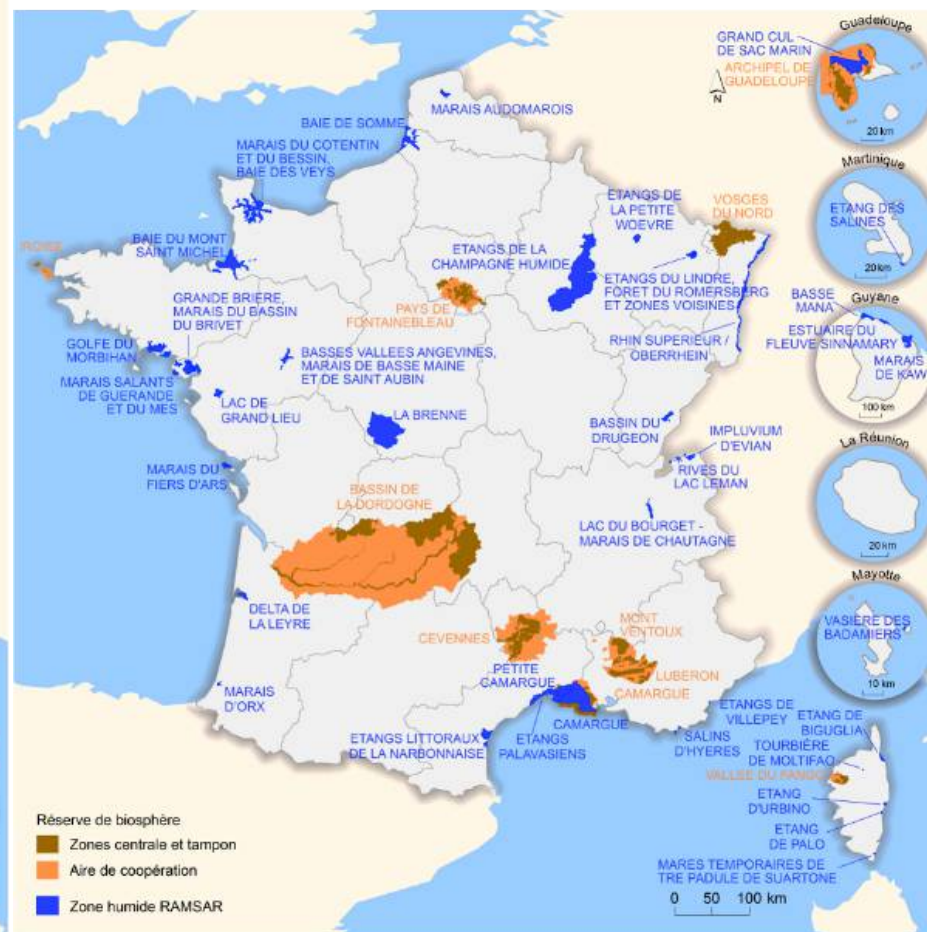 Guadeloupe
GRAND CUL
DE SAC MARIN
ARCHIPEL DE
GUADELOUPE
N
20 km
MARAIS AUDOMAROIS
BAIE DE SOMME
MARAIS DU COTENTIN
ET DU BESSIN,
BAIE DES VEYS
Martinique
ETANG DES
SALINES
20 km
ETANGS DE
LA PETITE
WOEVRE
VOSGES
DU NORD
IROISE
BAIE DU MONT
SAINT MICHEL
ETANGS DE LA
CHAMPAGNE HUMIDE
ETANGS DU LINDRE,
FORET DU ROMERSBERG
ET ZONES VOISINES
Guyane
BASSE
MANA
ESTUAIRE DU
FLEUVE SINNAMARY
MARAIS
DE KAW
100 km
GRANDE BRIERE,
MARAIS DU BASSIN
DU BRIVET
PAYS DE
FONTAINEBLEAU
RHIN SUPERIEUR /
OBERRHEIN
GOLFE DU
MORBIHAN
BASSES VALLEES ANGEVINES,
MARAIS DE BASSE MAINE
ET DE SAINT AUBIN
MARAIS SALANTS
DE GUERANDE
ET DU MES
LAC DE
GRAND LIEU
LA BRENNE
BASSIN DU
DRUGEON
IMPLUVIUM
D'EVIAN
RIVES DU
LAC LEMAN
La Réunion
20 km
MARAIS DU
FIERS D'ARS
BASSIN DE
LA DORDOGNE
LAC DU BOURGET -
MARAIS DE CHAUTAGNE
Mayotte
VASIÈRE DES
BADAMIERS
10 km
DELTA DE
LA LEYRE
CEVENNES
MONT
VENTOUX
PETITE
CAMARGUE
LUBERON
CAMARGUE
MARAIS
D'ORX
CAMARGUE
ETANGS DE
VILLEPEY
ETANG DE
BIGUGLIA
ETANGS LITTORAUX
DE LA NARBONNAISE
ETANGS
PALAVASIENS
SALINS
D'HYERES
TOURBIÈRE
DE MOLTIFAO
VALLEE DU FANGO
ETANG
D'URBINO
ETANG
DE PALO
MARES TEMPORAIRES DE
TRE PADULE DE SUARTONE
Réserve de biosphère
Zones centrale et tampon
Aire de coopération
Zone humide RAMSAR
0 50 100 km